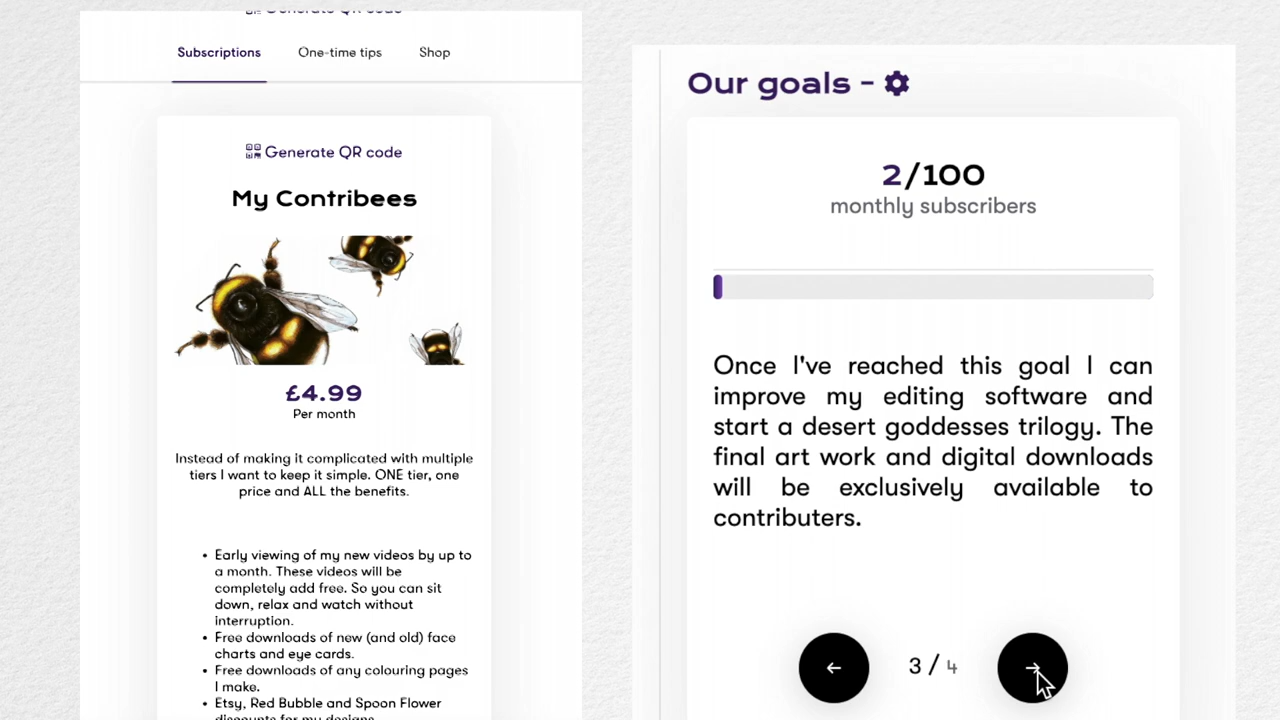 Generate QR code
Subscriptions One-time tips Shop
Generate QR code
My Contribees
£4.99
Per month
Instead of making it complicated with multiple
tiers I want to keep it simple. ONE tier, one
price and ALL the benefits.
• Early viewing of my new videos by up to
a month. These videos will be
completely add free. So you can sit
down, relax and watch without
interruption.
• Free downloads of new (and old) face
charts and eye cards.
• Free downloads of any colouring pages
I make.
• Etsy, Red Bubble and Spoon Flower
discounts for my designs
Our goals -
2/100
monthly subscribers
Once I've reached this goal I can
improve my editing software and
start a desert goddesses trilogy. The
final art work and digital downloads
will be exclusively available to
contributers.
3 / 4